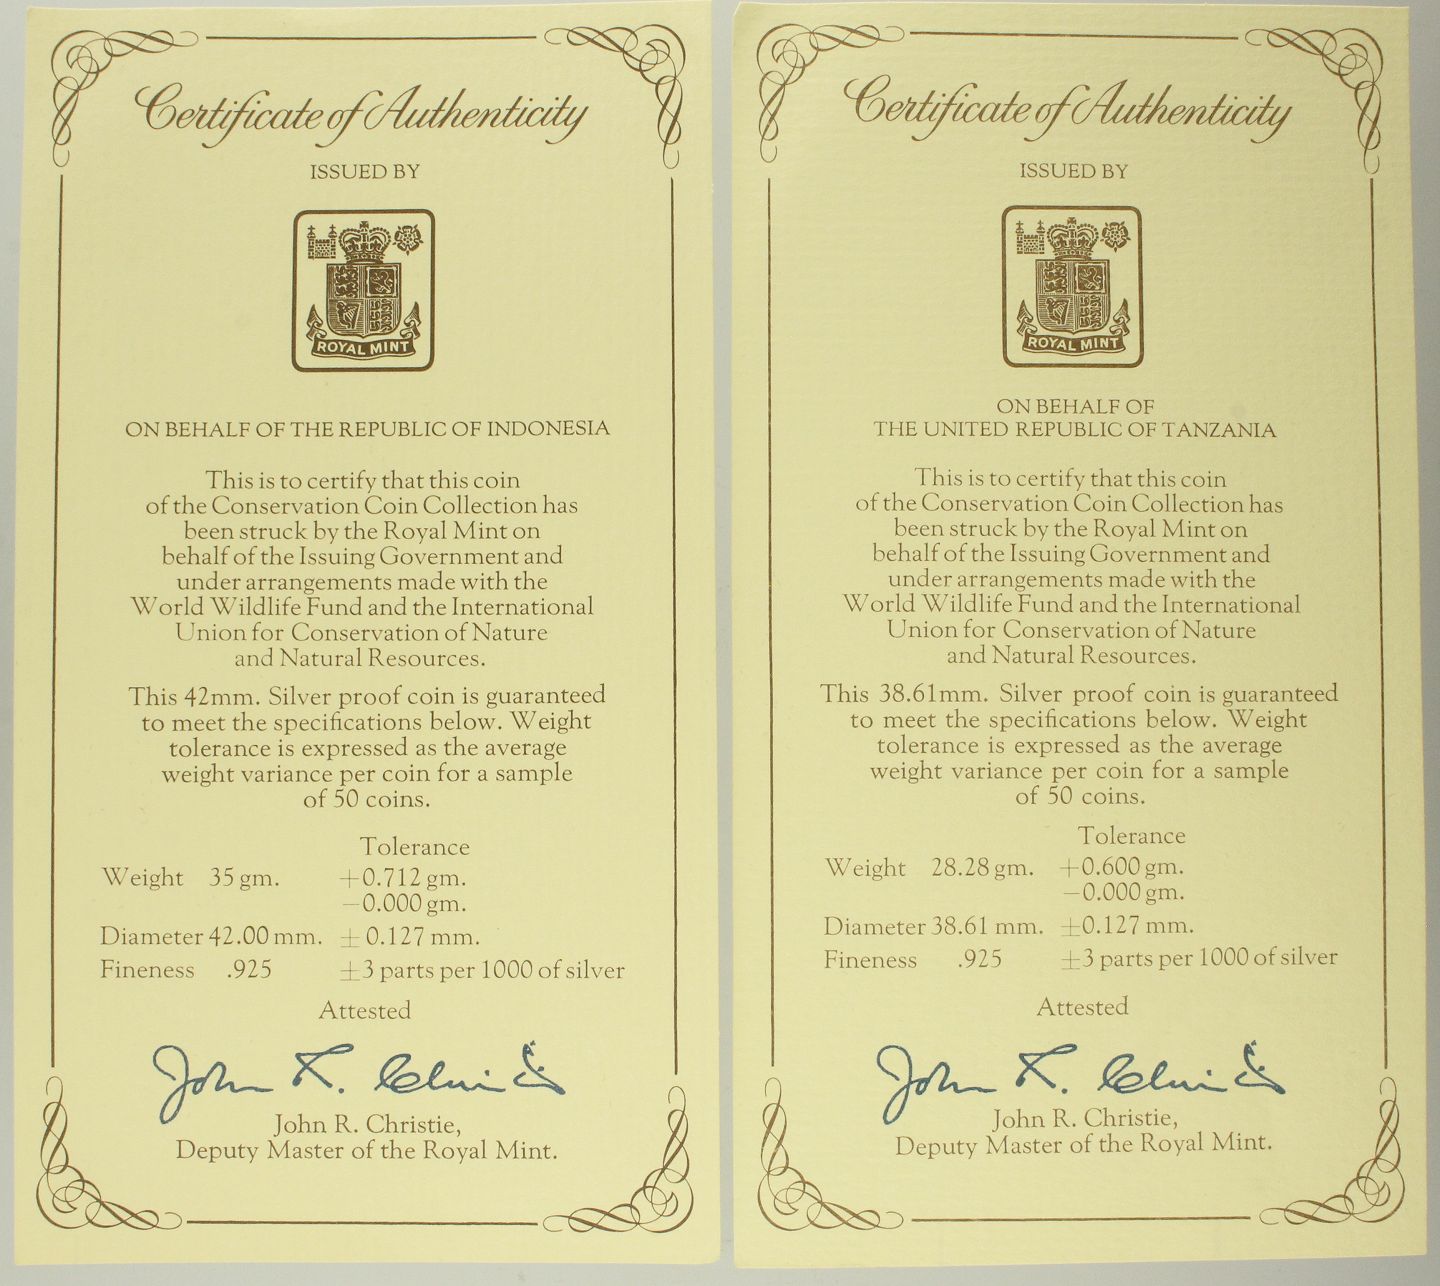 Certificate of Authenticity
ISSUED BY
ROYAL MINT
ON BEHALF OF THE REPUBLIC OF INDONESIA
This is to certify that this coin
of the Conservation Coin Collection has
been struck by the Royal Mint on
behalf of the Issuing Government and
under arrangements made with the
World Wildlife Fund and the International
Union for Conservation of Nature
and Natural Resources.
This 42mm. Silver proof coin is guaranteed
to meet the specifications below. Weight
tolerance is expressed as the average
weight variance per coin for a sample
of 50 coins.
Tolerance
Weight 35 gm. +0.712 gm.
−0.000 gm.
Diameter 42.00 mm. ± 0.127 mm.
Fineness .925 ±3 parts per 1000 of silver
Attested
John R. Christie
John R. Christie,
Deputy Master of the Royal Mint.
Certificate of Authenticity
ISSUED BY
ROYAL MINT
ON BEHALF OF
THE UNITED REPUBLIC OF TANZANIA
This is to certify that this coin
of the Conservation Coin Collection has
been struck by the Royal Mint on
behalf of the Issuing Government and
under arrangements made with the
World Wildlife Fund and the International
Union for Conservation of Nature
and Natural Resources.
This 38.61mm. Silver proof coin is guaranteed
to meet the specifications below. Weight
tolerance is expressed as the average
weight variance per coin for a sample
of 50 coins.
Tolerance
Weight 28.28 gm. +0.600 gm.
−0.000 gm.
Diameter 38.61 mm. ±0.127 mm.
Fineness .925 ±3 parts per 1000 of silver
Attested
John R. Christie
John R. Christie,
Deputy Master of the Royal Mint.